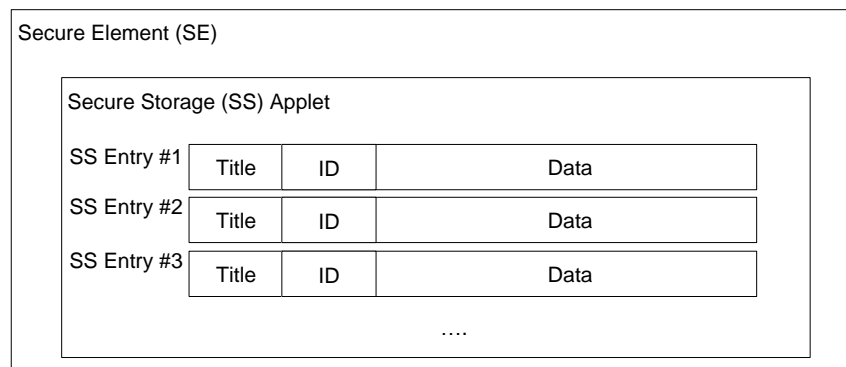 Secure Element (SE)
Secure Storage (SS) Applet
SS Entry #1 Title ID Data
SS Entry #2 Title ID Data
SS Entry #3 Title ID Data
....